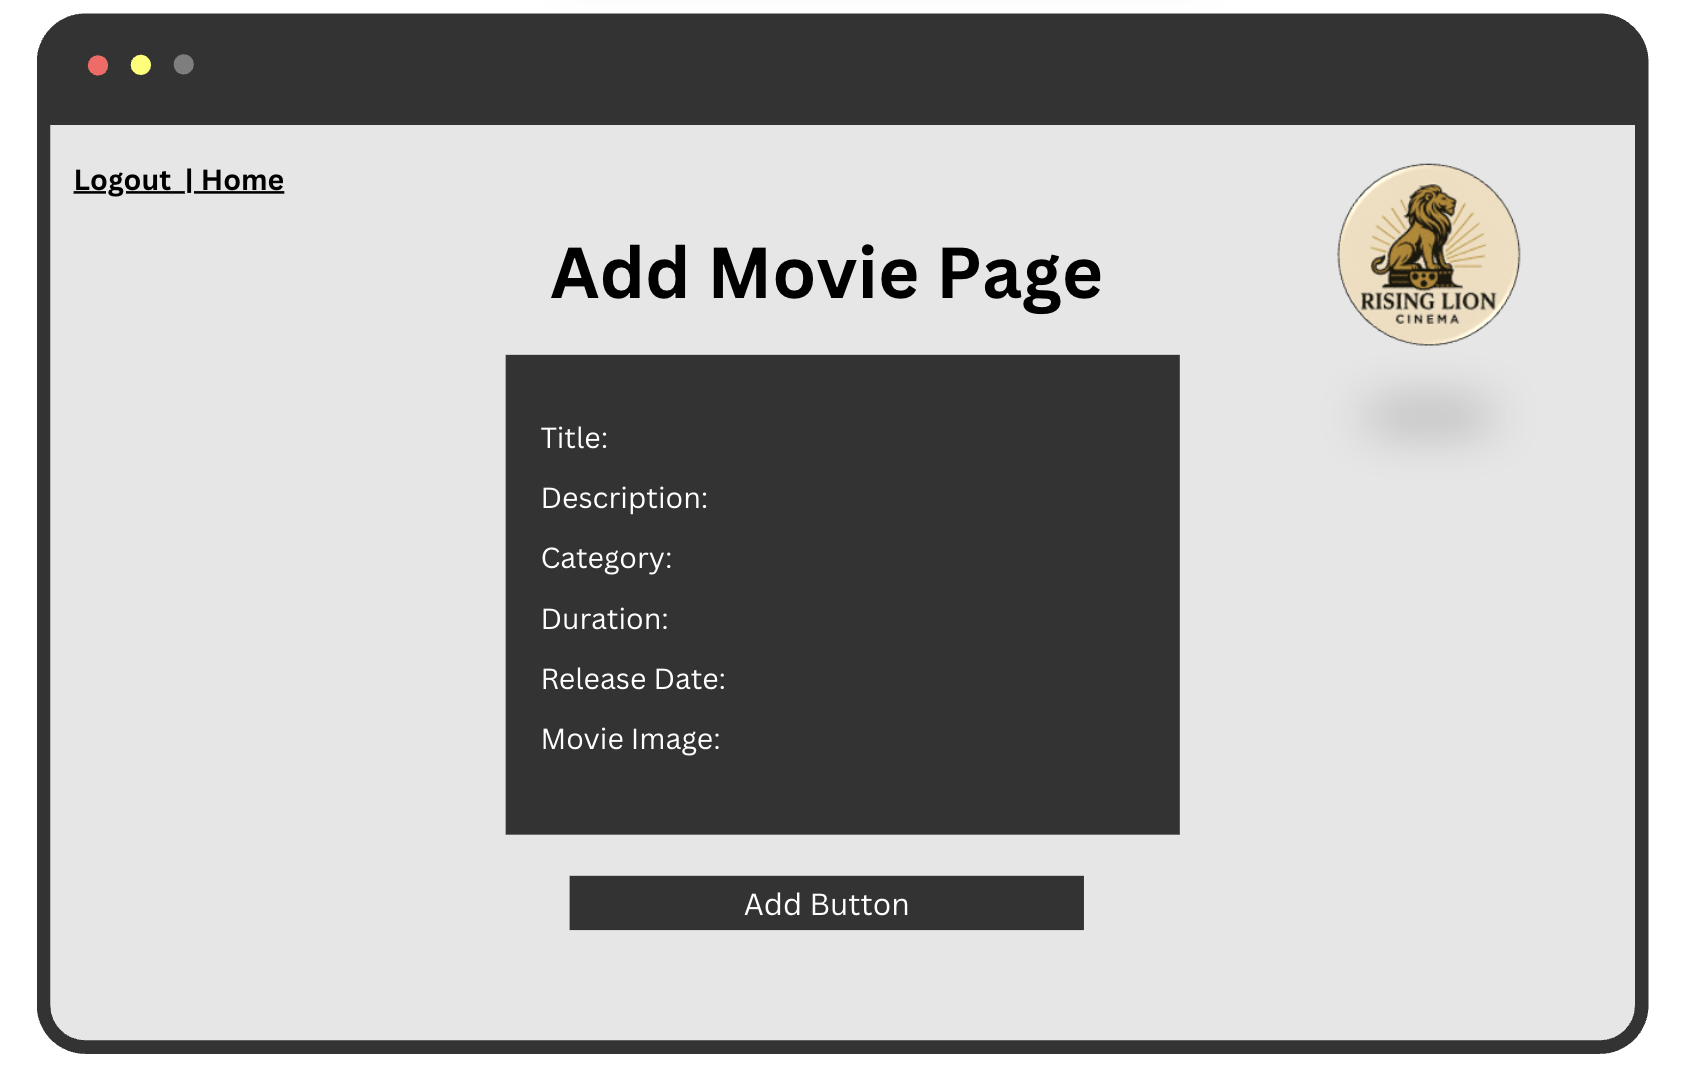 Logout | Home
Add Movie Page
RISING LION
CINEMA
Title:
Description:
Category:
Duration:
Release Date:
Movie Image:
Add Button